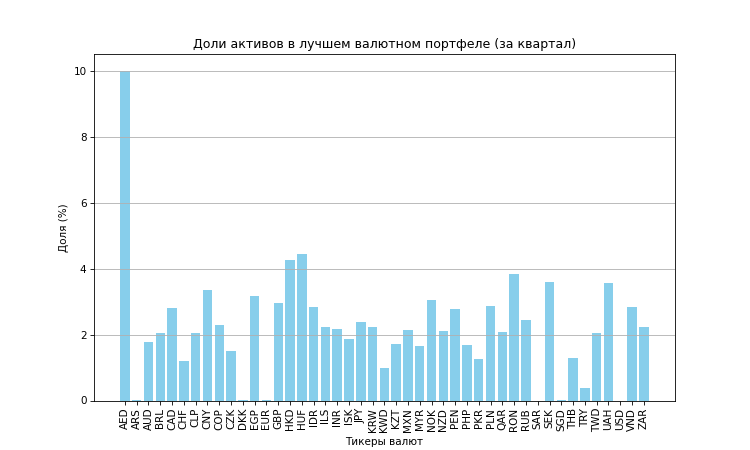 Доли активов в лучшем валютном портфеле (за квартал)
Доля (%)
10
8
6
4
2
0
AED
ARS
AUD
BRL
CAD
CHF
CLP
CNY
COP
CZK
DKK
EGP
EUR
GBP
HKD
HUF
IDR
ILS
INR
ISK
JPY
KRW
KWD
KZT
MXN
MYR
NOK
NZD
PEN
PHP
PKR
PLN
QAR
RON
RUB
SAR
SEK
SGD
THB
TRY
TWD
UAH
USD
VND
ZAR
Тикеры валют